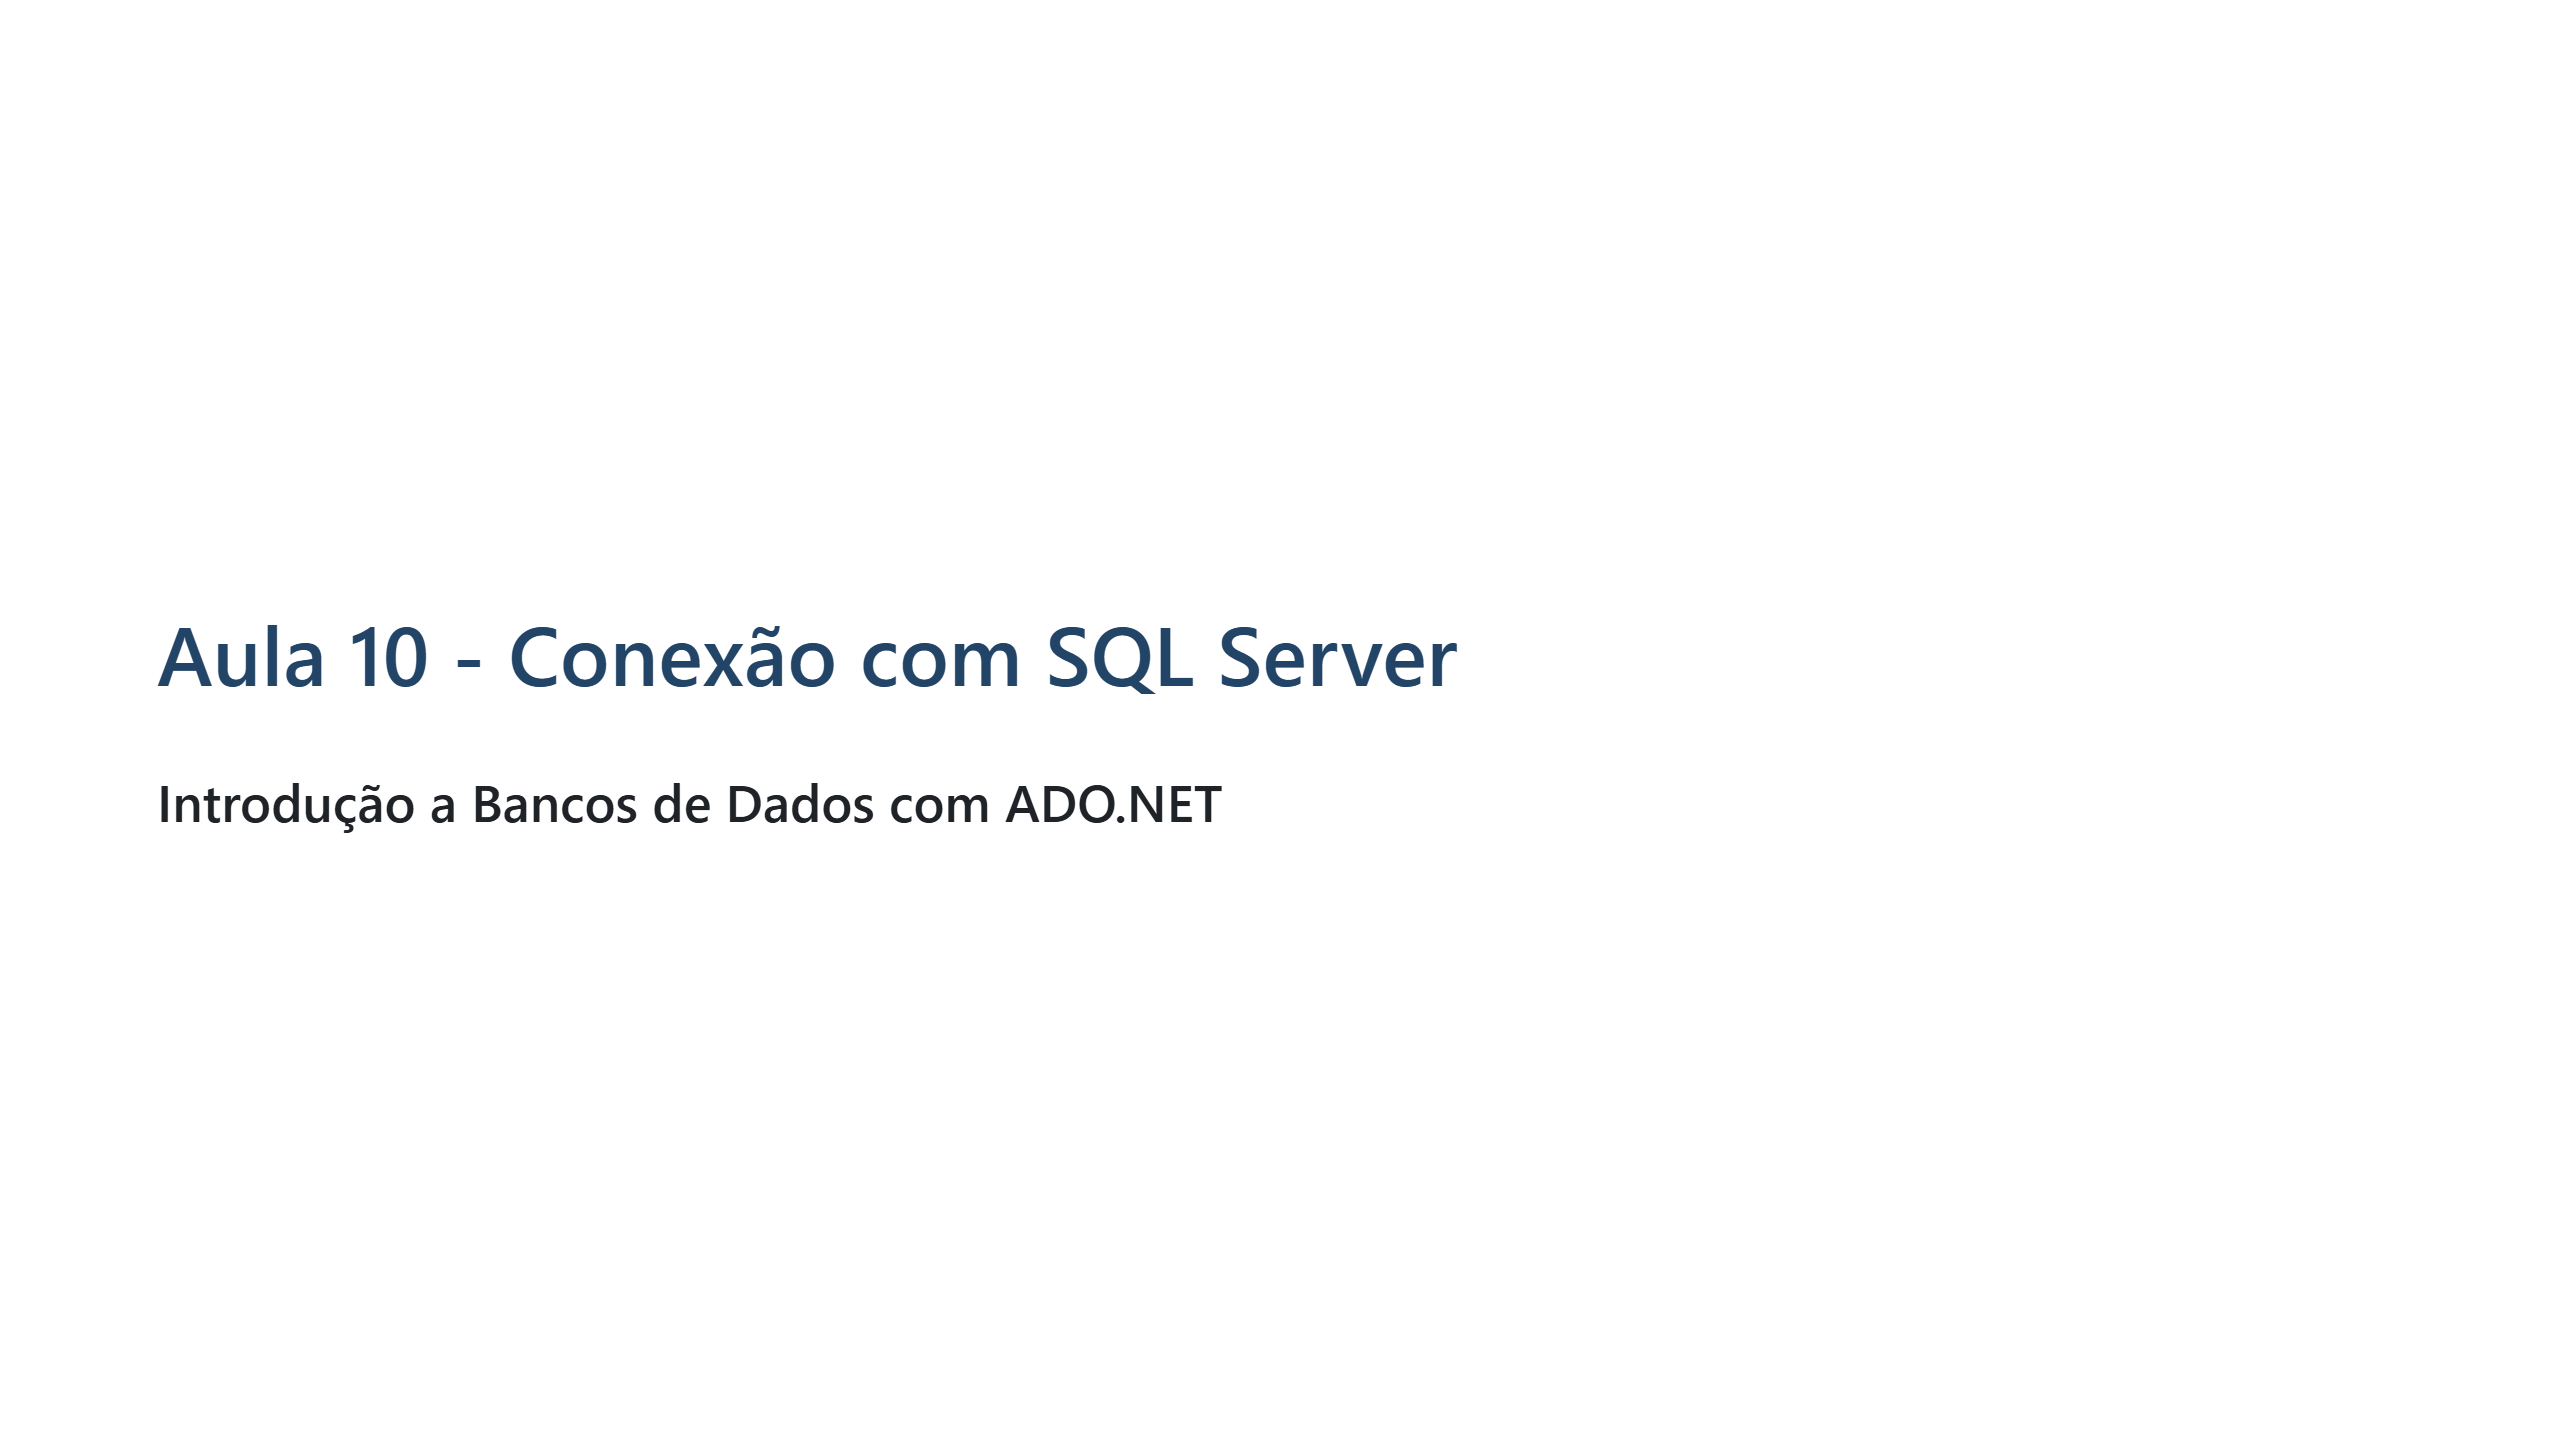 Aula 10 - Conexão com SQL Server
Introdução a Bancos de Dados com ADO.NET